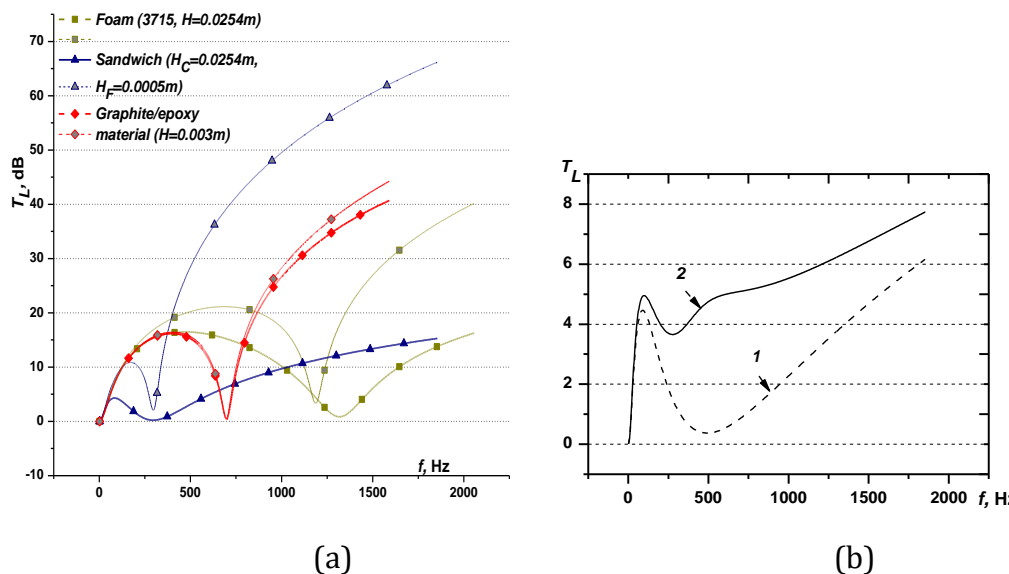 Foam (3715, H=0.0254m)
Sandwich (H_C=0.0254m,
H_F=0.0005m)
Graphite/epoxy
material (H=0.003m)
T_L, dB
70
60
50
40
30
20
10
0
-10
f, Hz
0 500 1000 1500 2000
(a)
T_L
8
6
4
2
0
2
1
0 500 1000 1500 2000 f, Hz
(b)